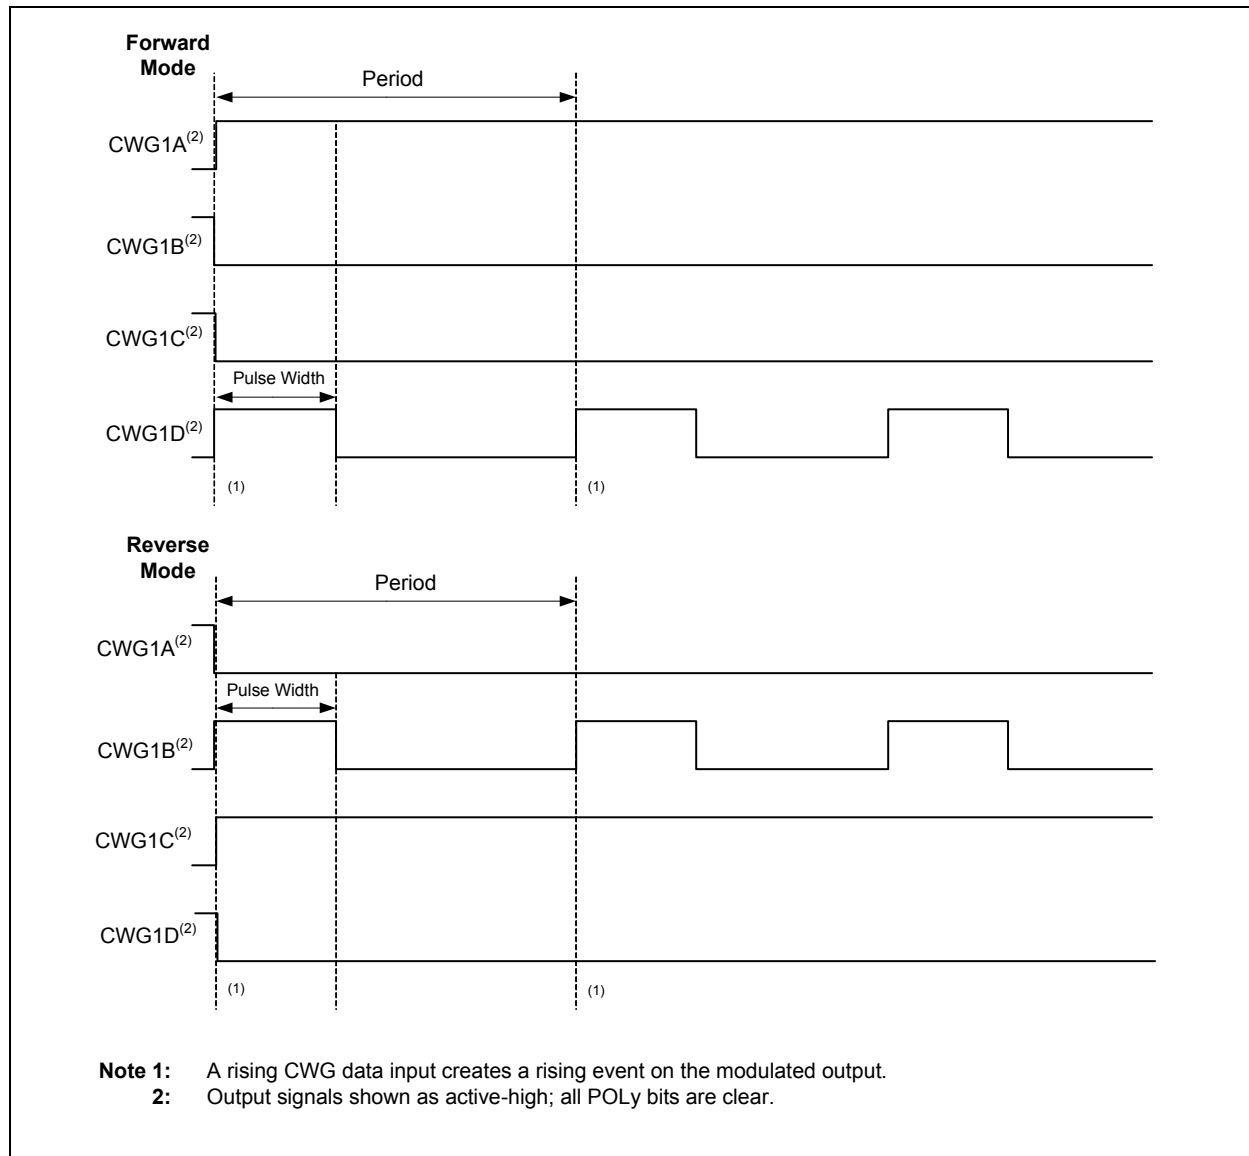 Forward
Mode
Period
CWG1A(2)
CWG1B(2)
CWG1C(2)
Pulse Width
CWG1D(2)
(1) (1)
Reverse
Mode
Period
CWG1A(2)
Pulse Width
CWG1B(2)
CWG1C(2)
CWG1D(2)
(1) (1)
Note 1: A rising CWG data input creates a rising event on the modulated output.
2: Output signals shown as active-high; all POLy bits are clear.